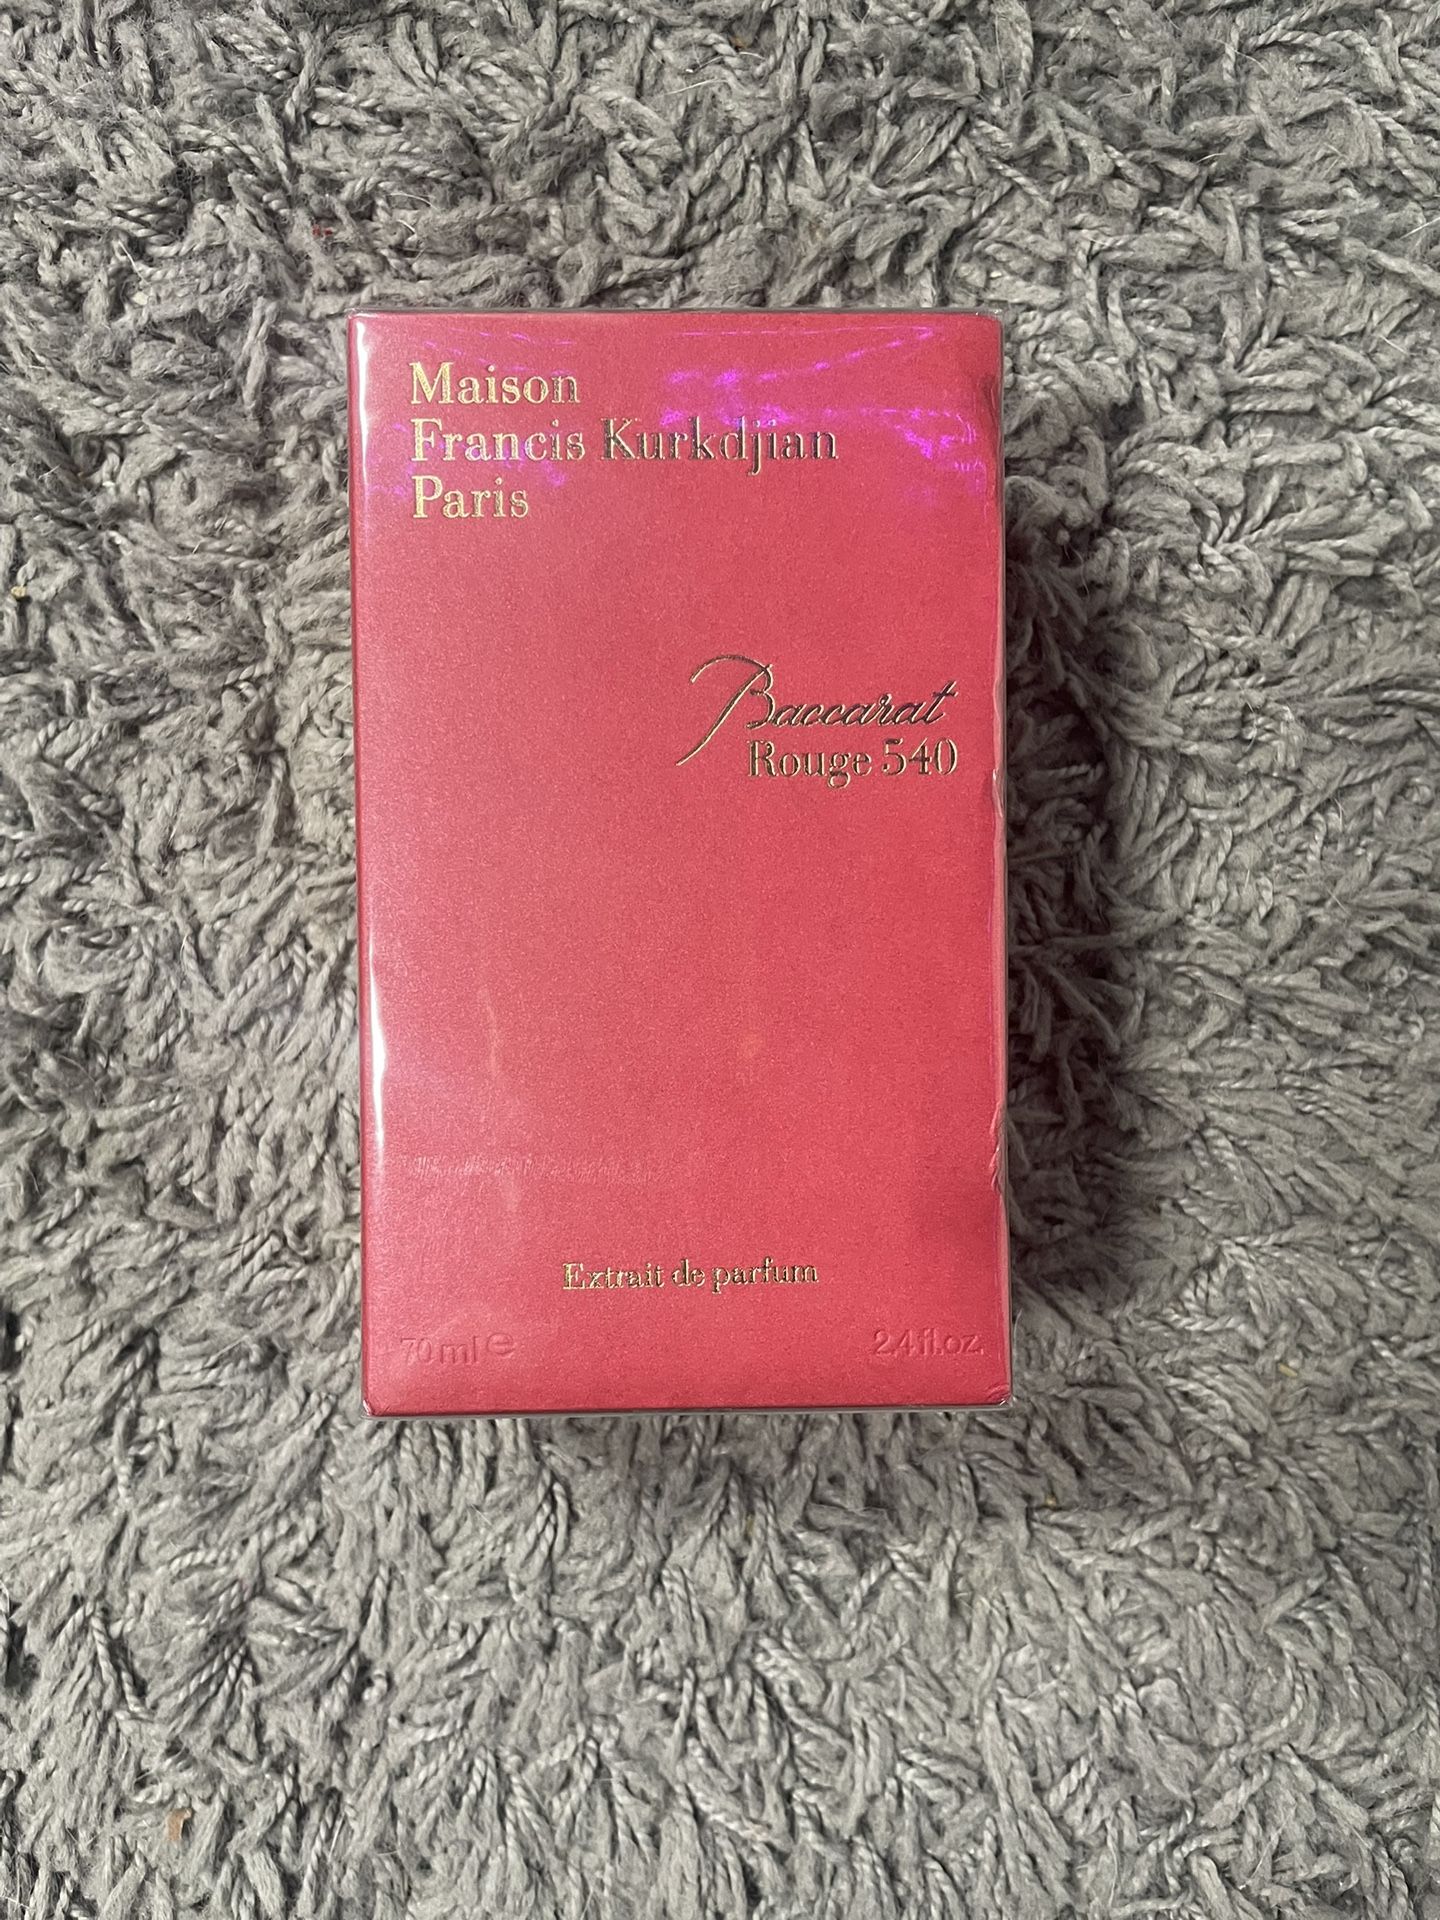 Maison
Francis Kurkdjian
Paris
Baccarat
Rouge 540
Extrait de parfum
70 ml ℮ 2.4 fl.oz.